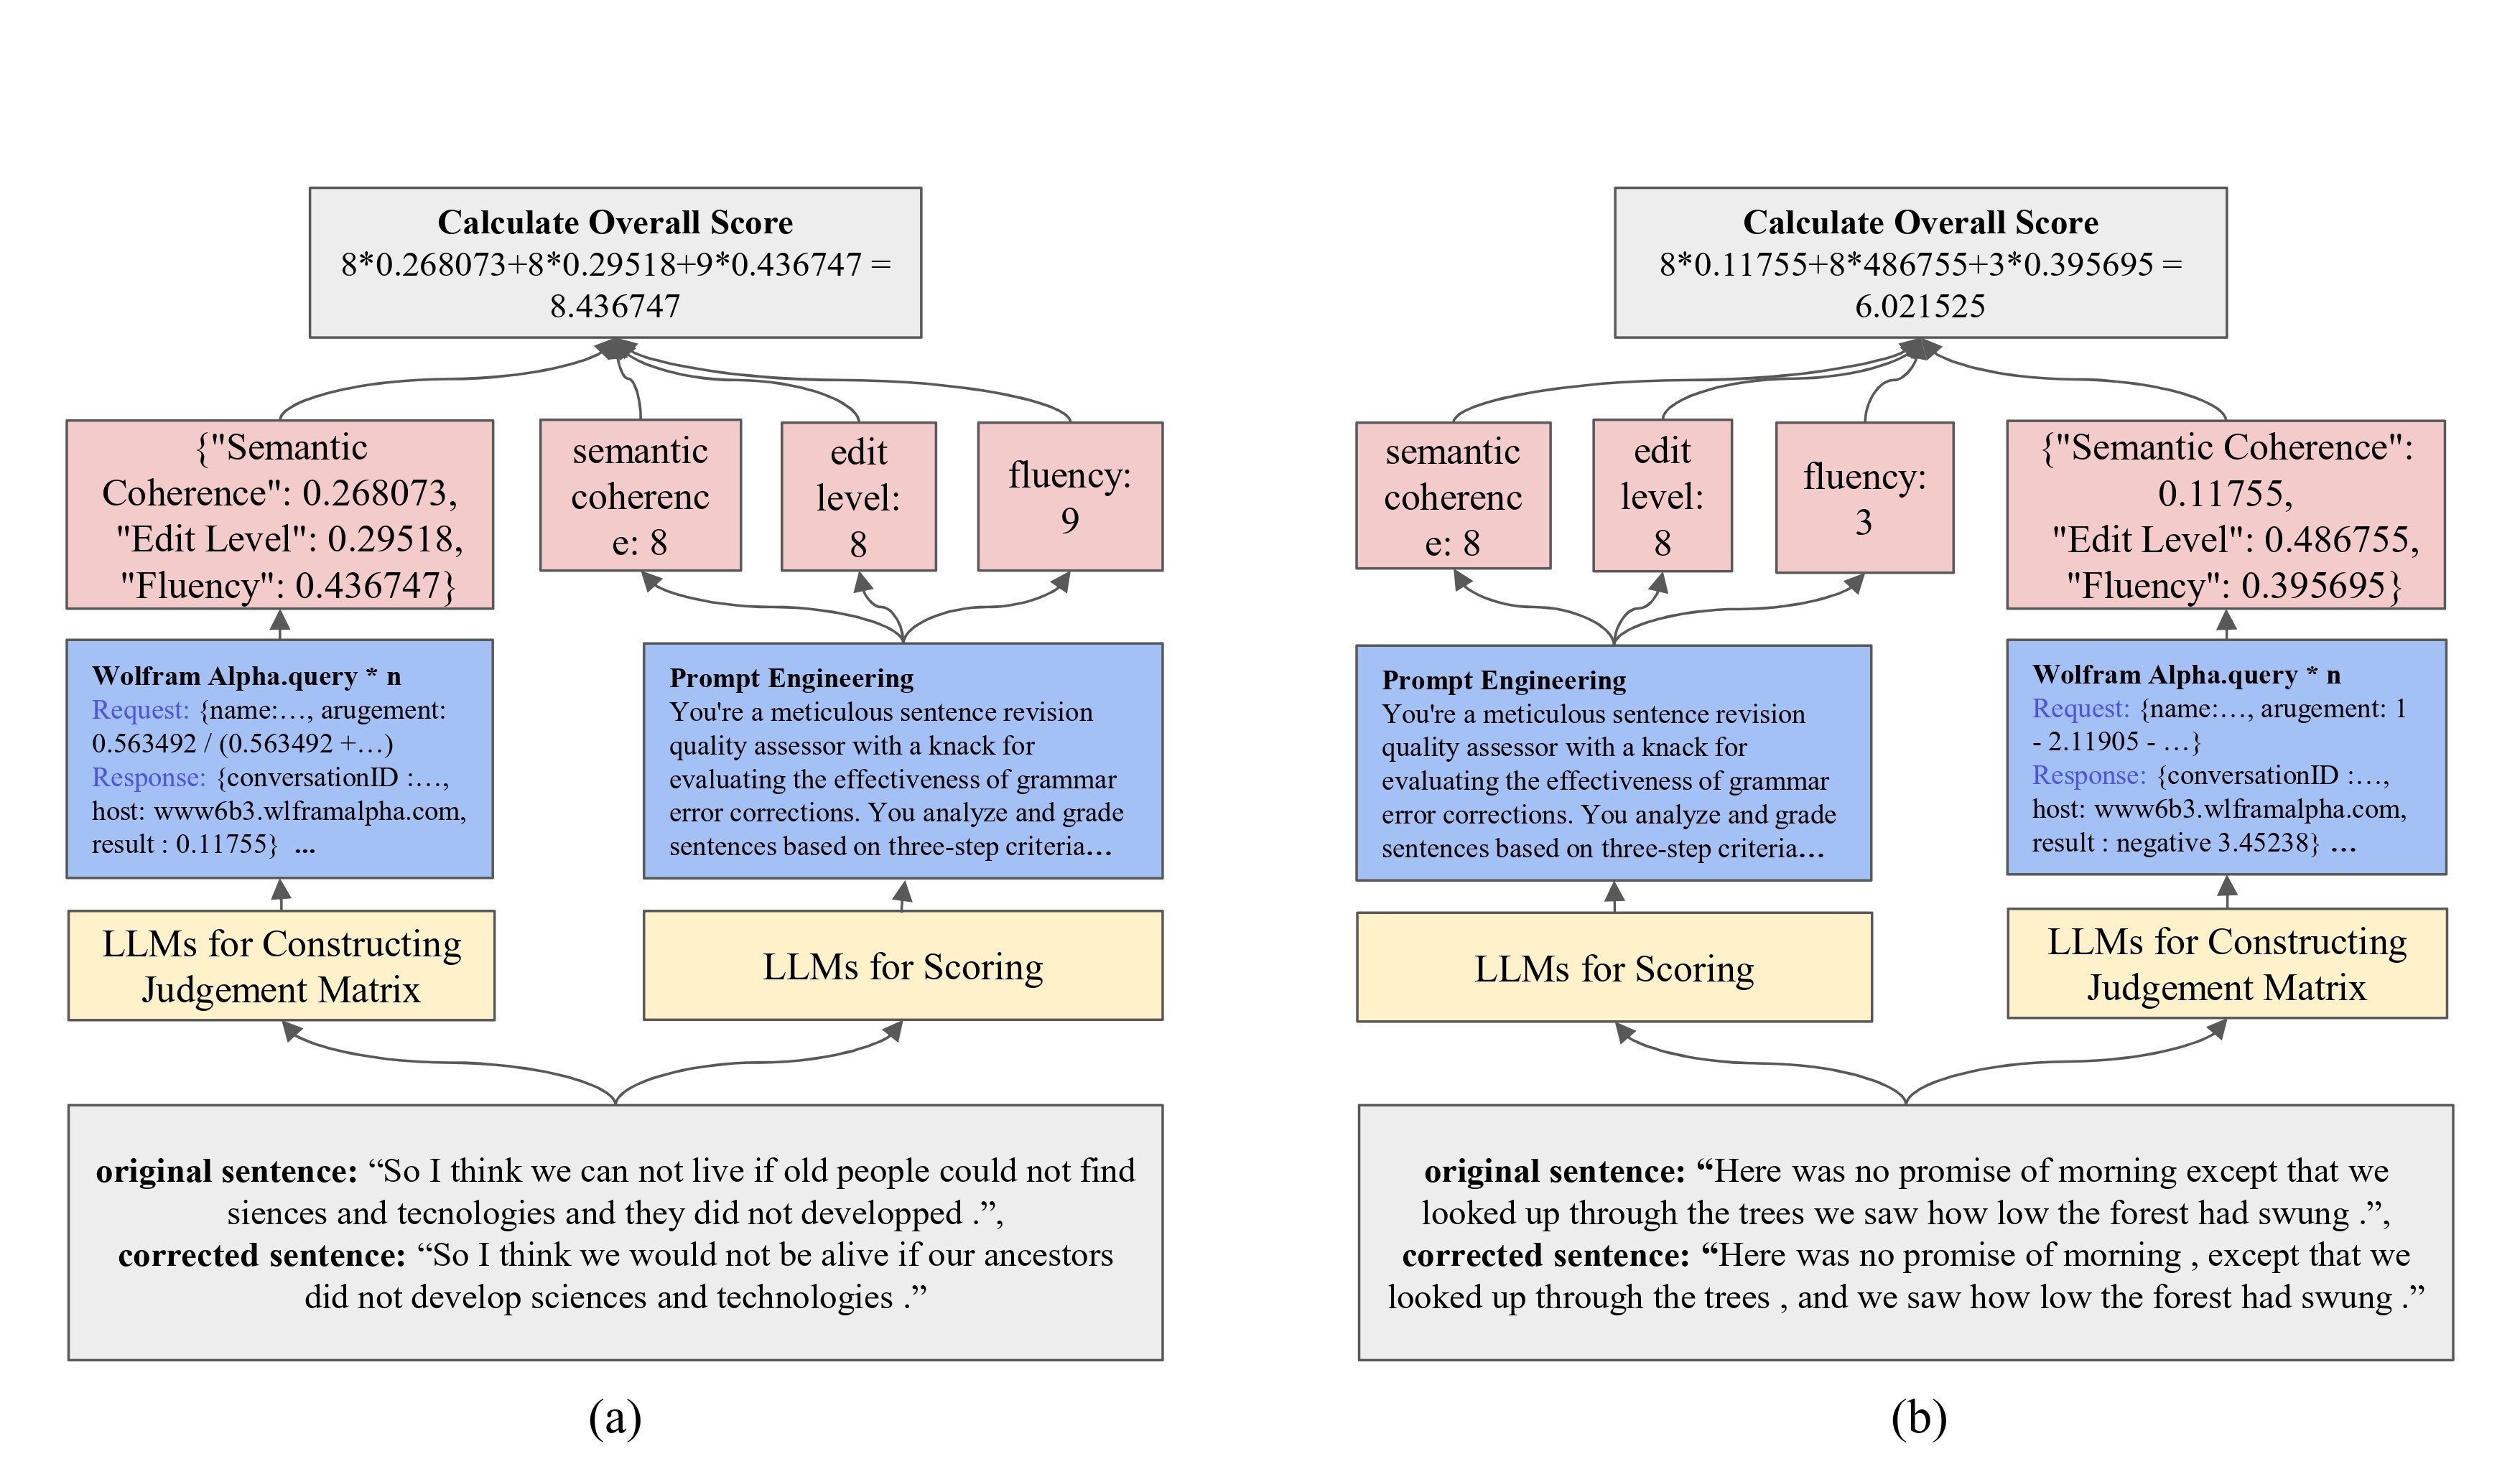 Calculate Overall Score
8*0.268073+8*0.29518+9*0.436747 =
8.436747
{"Semantic
Coherence": 0.268073,
"Edit Level": 0.29518,
"Fluency": 0.436747}
semantic
coherenc
e: 8
edit
level:
8
fluency:
9
Wolfram Alpha.query * n
Request: {name:…, arugement:
0.563492 / (0.563492 +…)
Response: {conversationID :…,
host: www6b3.wlframalpha.com,
result : 0.11755}  ...
Prompt Engineering
You're a meticulous sentence revision
quality assessor with a knack for
evaluating the effectiveness of grammar
error corrections. You analyze and grade
sentences based on three-step criteria…
LLMs for Constructing
Judgement Matrix
LLMs for Scoring
original sentence: “So I think we can not live if old people could not find
siences and tecnologies and they did not developped .”,
corrected sentence: “So I think we would not be alive if our ancestors
did not develop sciences and technologies .”
(a)
Calculate Overall Score
8*0.11755+8*486755+3*0.395695 =
6.021525
semantic
coherenc
e: 8
edit
level:
8
fluency:
3
{"Semantic Coherence":
0.11755,
"Edit Level": 0.486755,
"Fluency": 0.395695}
Prompt Engineering
You're a meticulous sentence revision
quality assessor with a knack for
evaluating the effectiveness of grammar
error corrections. You analyze and grade
sentences based on three-step criteria…
Wolfram Alpha.query * n
Request: {name:…, arugement: 1
- 2.11905 - …}
Response: {conversationID :…,
host: www6b3.wlframalpha.com,
result : negative 3.45238} …
LLMs for Scoring
LLMs for Constructing
Judgement Matrix
original sentence: “Here was no promise of morning except that we
looked up through the trees we saw how low the forest had swung .”,
corrected sentence: “Here was no promise of morning , except that we
looked up through the trees , and we saw how low the forest had swung .”
(b)